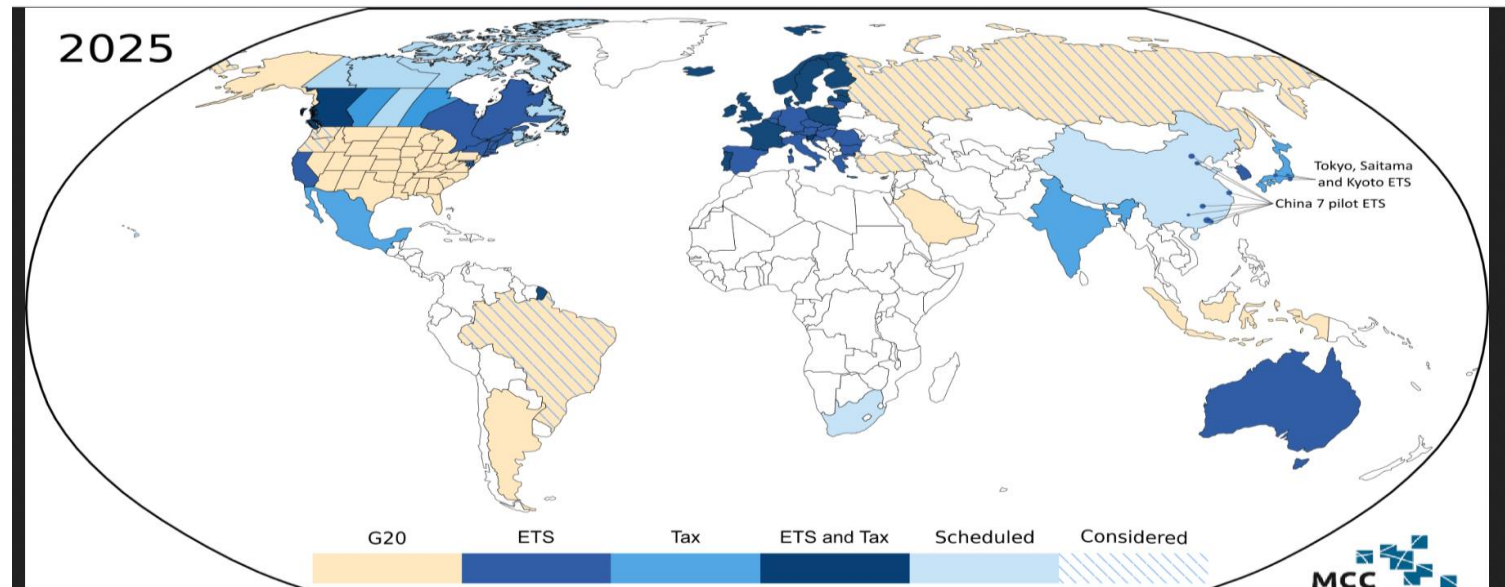 2025
Tokyo, Saitama
and Kyoto ETS
China 7 pilot ETS
G20
ETS
Tax
ETS and Tax
Scheduled
Considered
MCC